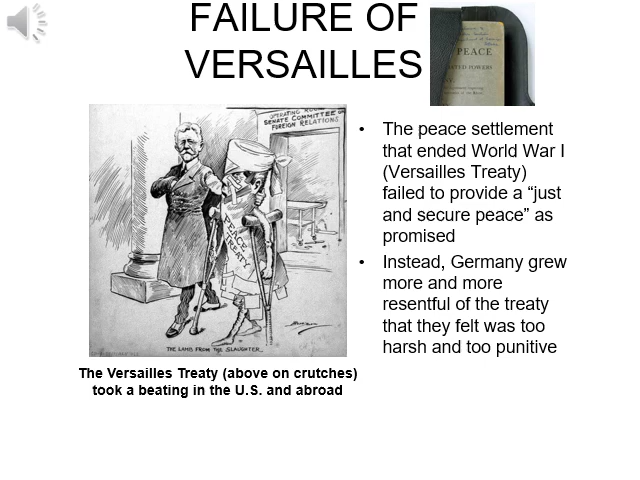 FAILURE OF
VERSAILLES
PEACE
OPERATING ROOM
SENATE COMMITTEE ON
FOREIGN RELATIONS
PEACE
TREATY
THE LAMB FROM THE SLAUGHTER
The Versailles Treaty (above on crutches)
took a beating in the U.S. and abroad
• The peace settlement
that ended World War I
(Versailles Treaty)
failed to provide a “just
and secure peace” as
promised
• Instead, Germany grew
more and more
resentful of the treaty
that they felt was too
harsh and too punitive